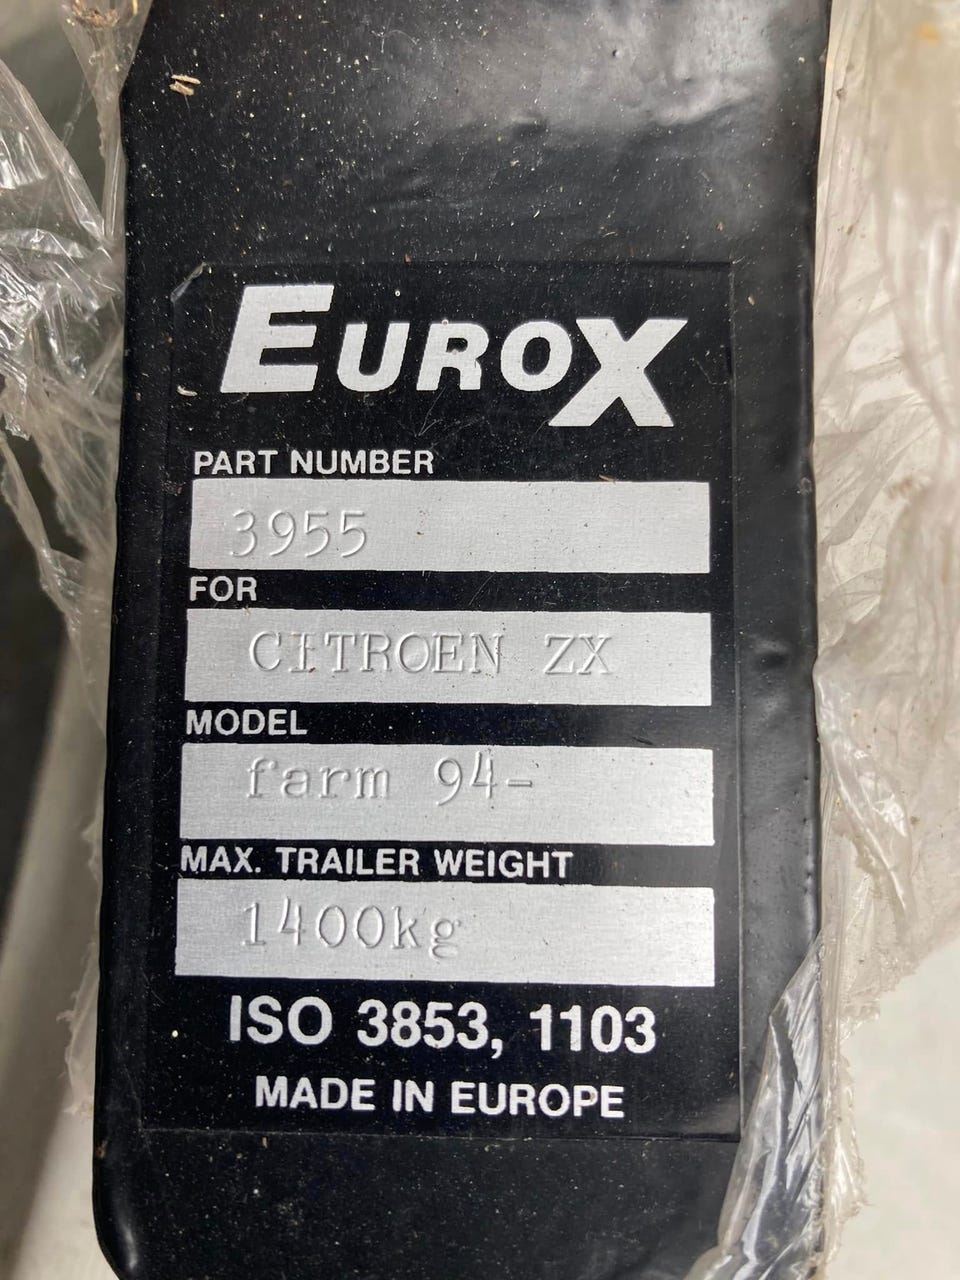 EUROX
PART NUMBER
3955
FOR
CITROEN ZX
MODEL
farm 94-
MAX. TRAILER WEIGHT
1400kg
ISO 3853, 1103
MADE IN EUROPE